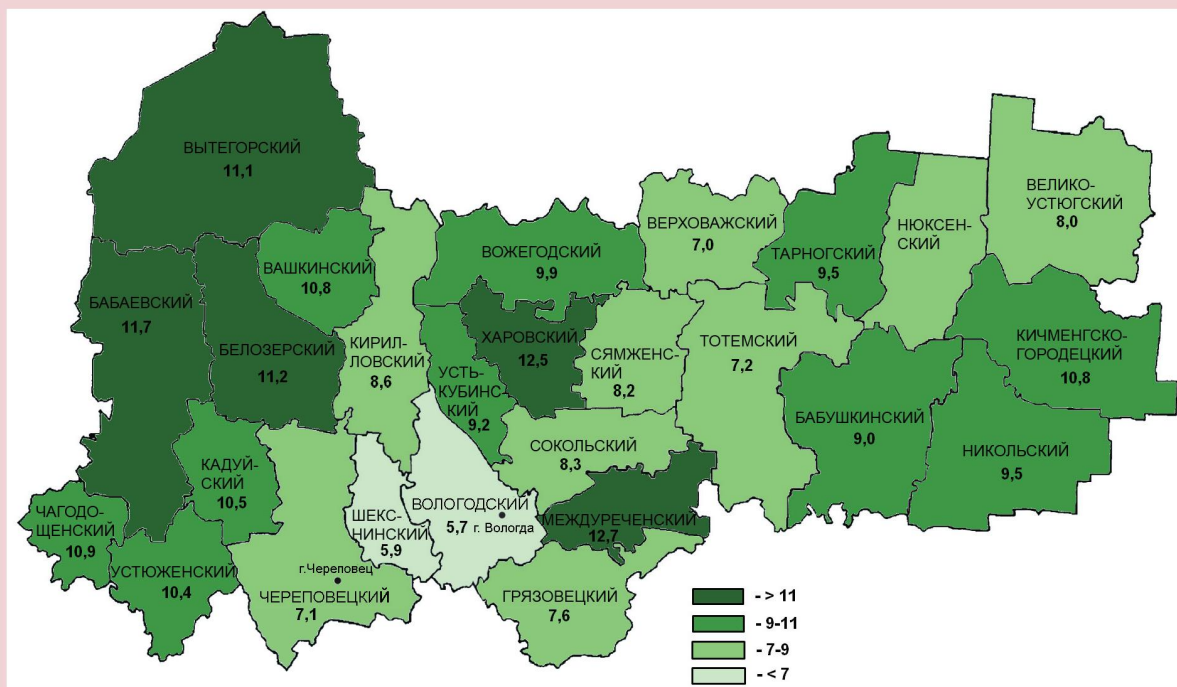 ВЫТЕГОРСКИЙ
11,1
ВЕЛИКО-
УСТЮГСКИЙ
8,0
ВЕРХОВАЖСКИЙ
7,0
НЮКСЕН-
СКИЙ
ВОЖЕГОДСКИЙ
9,9
ТАРНОГСКИЙ
9,5
ВАШКИНСКИЙ
10,8
БАБАЕВСКИЙ
11,7
БЕЛОЗЕРСКИЙ
11,2
КИРИЛ-
ЛОВСКИЙ
8,6
ХАРОВСКИЙ
12,5
СЯМЖЕНС-
КИЙ
8,2
ТОТЕМСКИЙ
7,2
КИЧМЕНГСКО-
ГОРОДЕЦКИЙ
10,8
УСТЬ-
КУБИНС-
КИЙ
9,2
БАБУШКИНСКИЙ
9,0
НИКОЛЬСКИЙ
9,5
СОКОЛЬСКИЙ
8,3
КАДУЙ-
СКИЙ
10,5
ЧАГОДО-
ЩЕНСКИЙ
10,9
ШЕКС-
НИНСКИЙ
5,9
ВОЛОГОДСКИЙ
5,7
г. Вологда
МЕЖДУРЕЧЕНСКИЙ
12,7
УСТЮЖЕНСКИЙ
10,4
г.Череповец
ЧЕРЕПОВЕЦКИЙ
7,1
ГРЯЗОВЕЦКИЙ
7,6
- > 11
- 9-11
- 7-9
- < 7